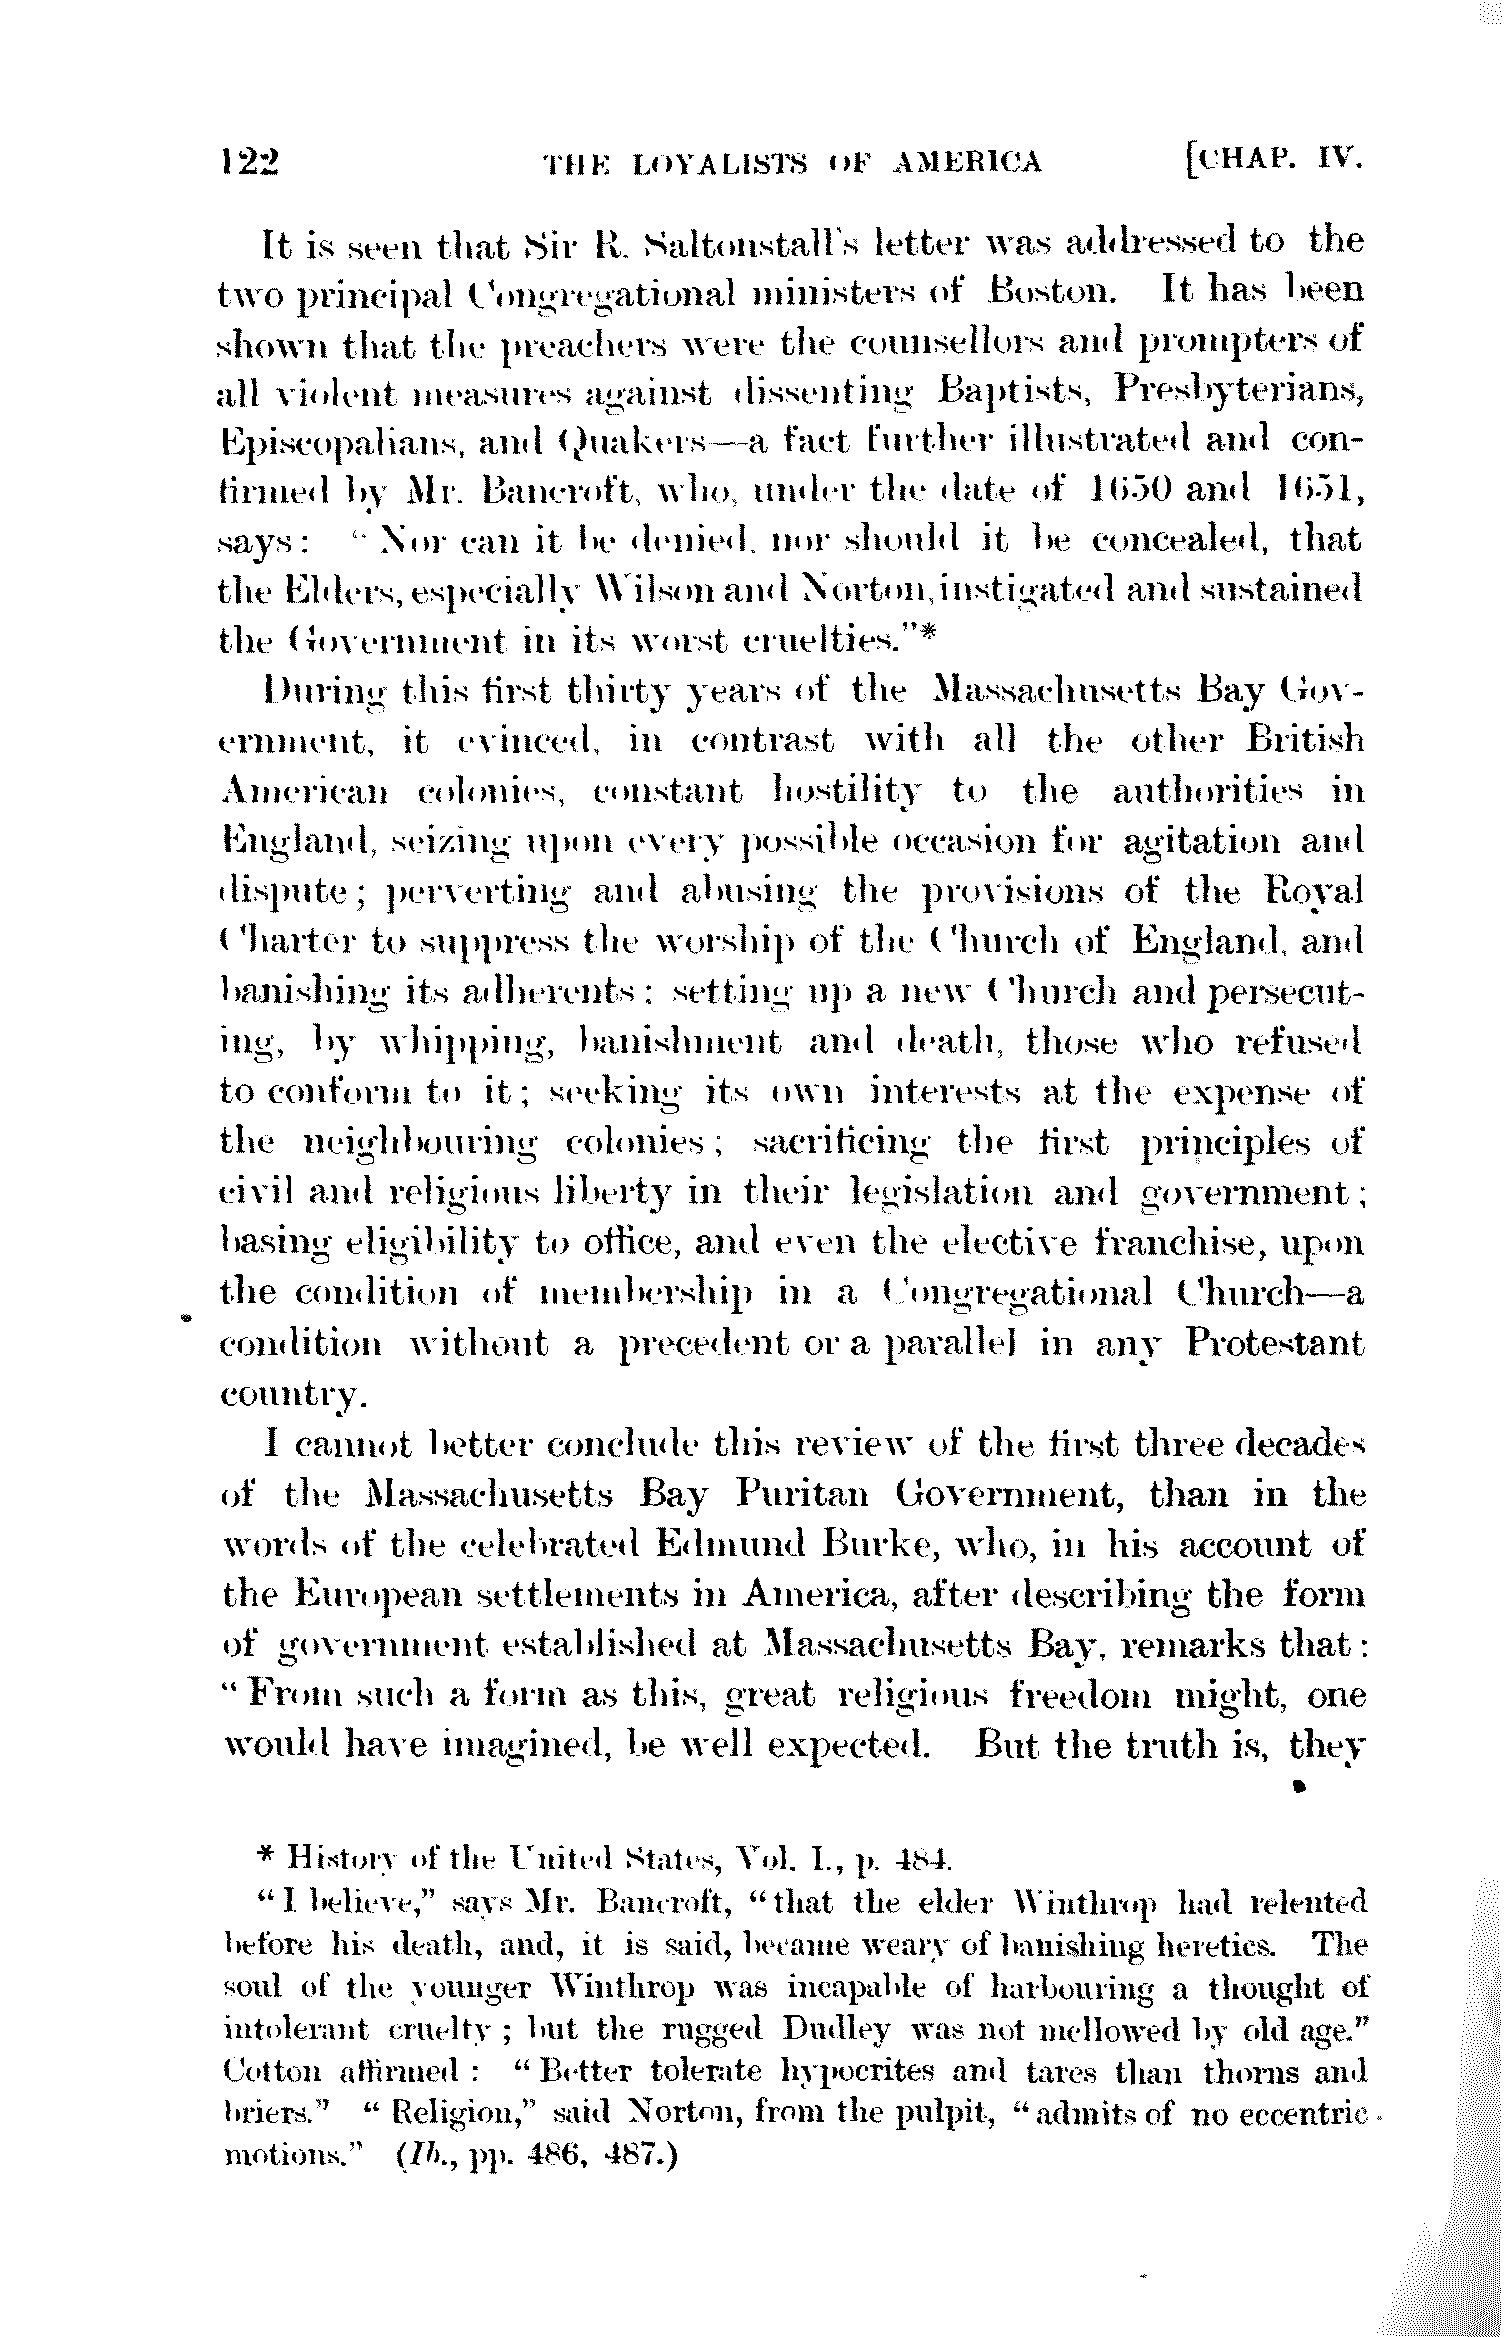 122 THE LOYALISTS OF AMERICA [CHAP. IV.
It is seen that Sir R. Saltonstall's letter was addressed to the
two principal Congregational ministers of Boston. It has been
shown that the preachers were the counsellors and prompters of
all violent measures against dissenting Baptists, Presbyterians,
Episcopalians, and Quakers—a fact further illustrated and con-
firmed by Mr. Bancroft, who, under the date of 1650 and 1651,
says: "Nor can it be denied, nor should it be concealed, that
the Elders, especially Wilson and Norton, instigated and sustained
the Government in its worst cruelties."*
During this first thirty years of the Massachusetts Bay Gov-
ernment, it evinced, in contrast with all the other British
American colonies, constant hostility to the authorities in
England, seizing upon every possible occasion for agitation and
dispute; perverting and abusing the provisions of the Royal
Charter to suppress the worship of the Church of England, and
banishing its adherents: setting up a new Church and persecut-
ing, by whipping, banishment and death, those who refused
to conform to it; seeking its own interests at the expense of
the neighbouring colonies; sacrificing the first principles of
civil and religious liberty in their legislation and government;
basing eligibility to office, and even the elective franchise, upon
the condition of membership in a Congregational Church—a
condition without a precedent or a parallel in any Protestant
country.
I cannot better conclude this review of the first three decades
of the Massachusetts Bay Puritan Government, than in the
words of the celebrated Edmund Burke, who, in his account of
the European settlements in America, after describing the form
of government established at Massachusetts Bay, remarks that:
"From such a form as this, great religious freedom might, one
would have imagined, be well expected. But the truth is, they
* History of the United States, Vol. I., p. 484.
"I believe," says Mr. Bancroft, "that the elder Winthrop had relented
before his death, and, it is said, became weary of banishing heretics. The
soul of the younger Winthrop was incapable of harbouring a thought of
intolerant cruelty; but the rugged Dudley was not mellowed by old age."
Cotton affirmed: "Better tolerate hypocrites and tares than thorns and
briers." "Religion," said Norton, from the pulpit, "admits of no eccentric
motions." (Ib., pp. 486, 487.)